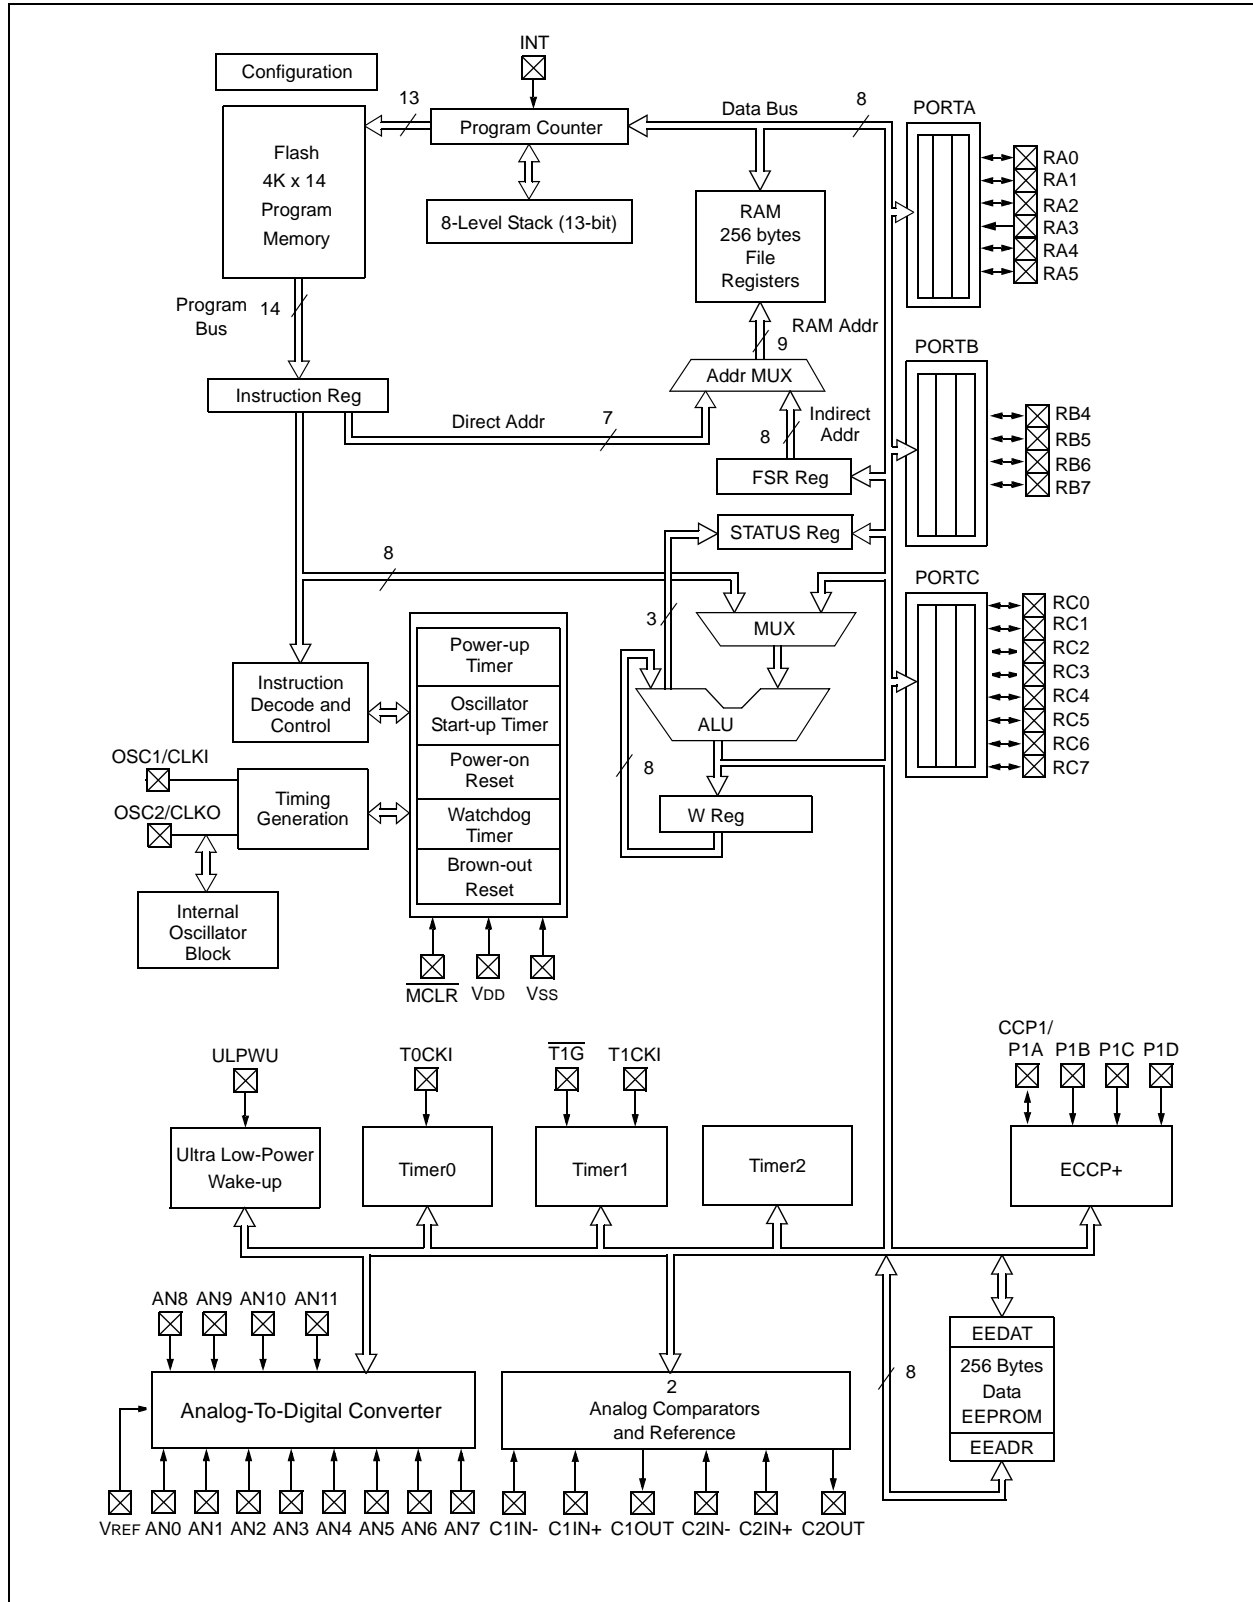 INT
Configuration
13
Data Bus
8
PORTA
Program Counter
Flash
4K x 14
Program
Memory
8-Level Stack (13-bit)
RAM
256 bytes
File
Registers
RA0
RA1
RA2
RA3
RA4
RA5
Program
Bus
14
RAM Addr
9
PORTB
Addr MUX
Instruction Reg
Direct Addr
7
Indirect
Addr
8
FSR Reg
RB4
RB5
RB6
RB7
STATUS Reg
8
PORTC
3
MUX
RC0
RC1
RC2
RC3
RC4
RC5
RC6
RC7
Power-up
Timer
Instruction
Decode and
Control
Oscillator
Start-up Timer
ALU
8
OSC1/CLKI
Power-on
Reset
OSC2/CLKO
Timing
Generation
Watchdog
Timer
W Reg
Brown-out
Reset
Internal
Oscillator
Block
MCLR
VDD
VSS
ULPWU
T0CKI
T1G
T1CKI
CCP1/
P1A
P1B
P1C
P1D
Ultra Low-Power
Wake-up
Timer0
Timer1
Timer2
ECCP+
AN8
AN9
AN10
AN11
EEDAT
256 Bytes
Data
EEPROM
EEADR
8
Analog-To-Digital Converter
2
Analog Comparators
and Reference
VREF
AN0
AN1
AN2
AN3
AN4
AN5
AN6
AN7
C1IN-
C1IN+
C1OUT
C2IN-
C2IN+
C2OUT